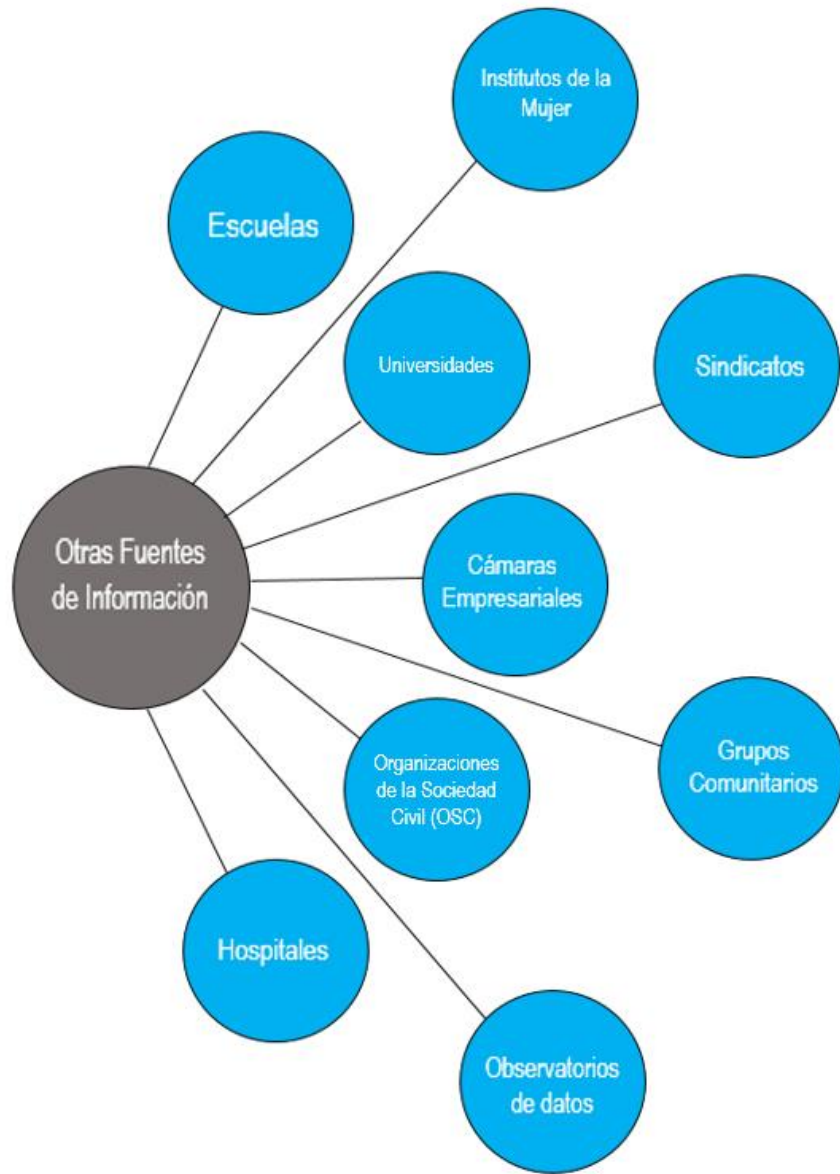 Institutos de la
Mujer
Escuelas
Universidades
Sindicatos
Otras Fuentes
de Información
Cámaras
Empresariales
Organizaciones
de la Sociedad
Civil (OSC)
Grupos
Comunitarios
Hospitales
Observatorios
de datos